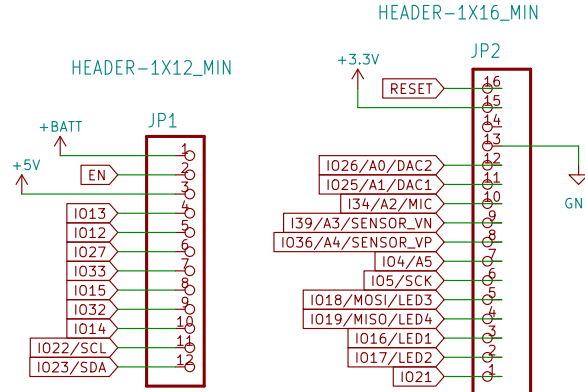 HEADER-1X12_MIN
JP1
+BATT
1
EN
2
+5V
3
IO13
4
IO12
5
IO27
6
IO33
7
IO15
8
IO32
9
IO14
10
IO22/SCL
11
IO23/SDA
12
HEADER-1X16_MIN
JP2
+3.3V
RESET
16
15
14
13
GN
IO26/A0/DAC2
12
IO25/A1/DAC1
11
I34/A2/MIC
10
I39/A3/SENSOR_VN
9
IO36/A4/SENSOR_VP
8
IO4/A5
7
IO5/SCK
6
IO18/MOSI/LED3
5
IO19/MISO/LED4
4
IO16/LED1
3
IO17/LED2
2
IO21
1